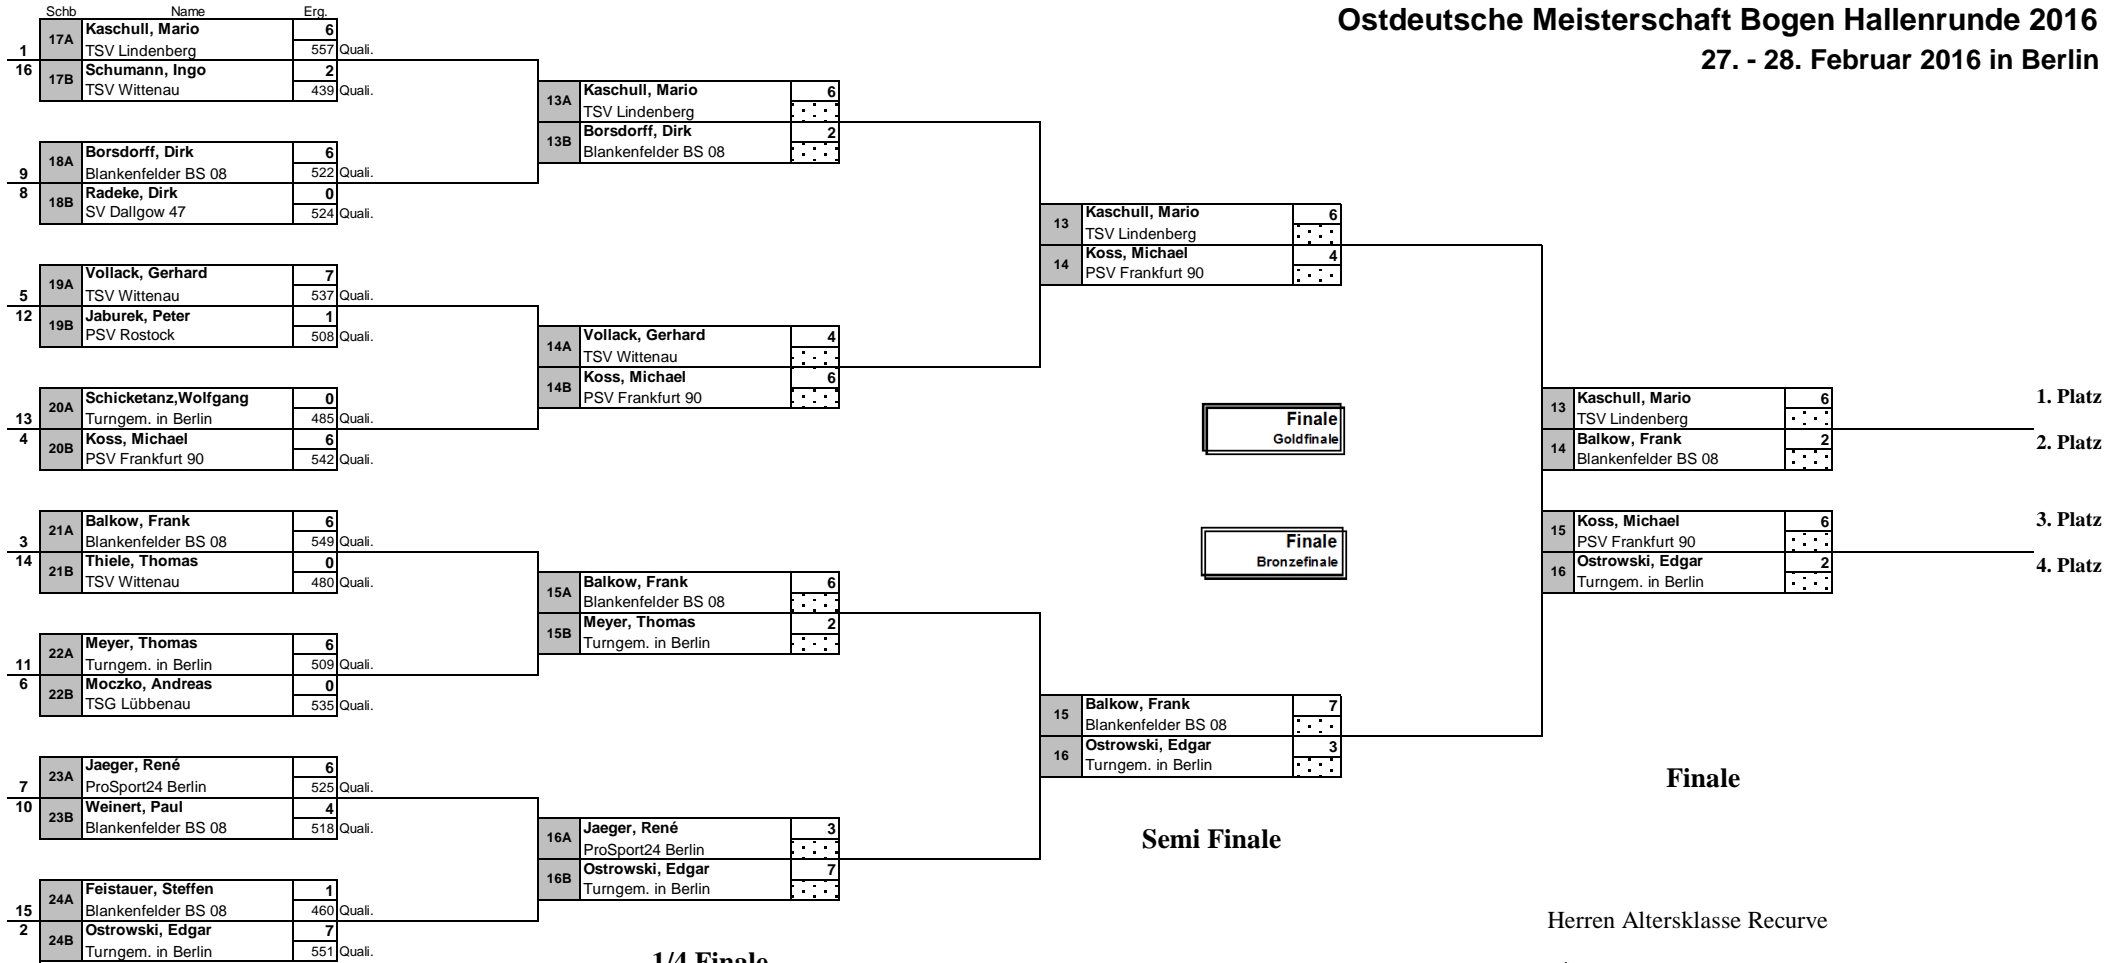 Schb Name Erg.
Ostdeutsche Meisterschaft Bogen Hallenrunde 2016
27. - 28. Februar 2016 in Berlin
17A Kaschull, Mario 6
1 TSV Lindenberg 557 Quali.
16 17B Schumann, Ingo 2
TSV Wittenau 439 Quali.
18A Borsdorff, Dirk 6
9 Blankenfelder BS 08 522 Quali.
8 18B Radeke, Dirk 0
SV Dallgow 47 524 Quali.
19A Vollack, Gerhard 7
5 TSV Wittenau 537 Quali.
12 19B Jaburek, Peter 1
PSV Rostock 508 Quali.
20A Schicketanz,Wolfgang 0
13 Turngem. in Berlin 485 Quali.
4 20B Koss, Michael 6
PSV Frankfurt 90 542 Quali.
21A Balkow, Frank 6
3 Blankenfelder BS 08 549 Quali.
14 21B Thiele, Thomas 0
TSV Wittenau 480 Quali.
22A Meyer, Thomas 6
11 Turngem. in Berlin 509 Quali.
6 22B Moczko, Andreas 0
TSG Lübbenau 535 Quali.
23A Jaeger, René 6
7 ProSport24 Berlin 525 Quali.
10 23B Weinert, Paul 4
Blankenfelder BS 08 518 Quali.
24A Feistauer, Steffen 1
15 Blankenfelder BS 08 460 Quali.
2 24B Ostrowski, Edgar 7
Turngem. in Berlin 551 Quali.
13A Kaschull, Mario 6
TSV Lindenberg
13B Borsdorff, Dirk 2
Blankenfelder BS 08
14A Vollack, Gerhard 4
TSV Wittenau
14B Koss, Michael 6
PSV Frankfurt 90
15A Balkow, Frank 6
Blankenfelder BS 08
15B Meyer, Thomas 2
Turngem. in Berlin
16A Jaeger, René 3
ProSport24 Berlin
16B Ostrowski, Edgar 7
Turngem. in Berlin
1/4 Finale
13 Kaschull, Mario 6
TSV Lindenberg
14 Koss, Michael 4
PSV Frankfurt 90
Finale
Goldfinale
Finale
Bronzefinale
15 Balkow, Frank 7
Blankenfelder BS 08
16 Ostrowski, Edgar 3
Turngem. in Berlin
Semi Finale
13 Kaschull, Mario 6 1. Platz
TSV Lindenberg
14 Balkow, Frank 2 2. Platz
Blankenfelder BS 08
15 Koss, Michael 6 3. Platz
PSV Frankfurt 90
16 Ostrowski, Edgar 2 4. Platz
Turngem. in Berlin
Finale
Herren Altersklasse Recurve